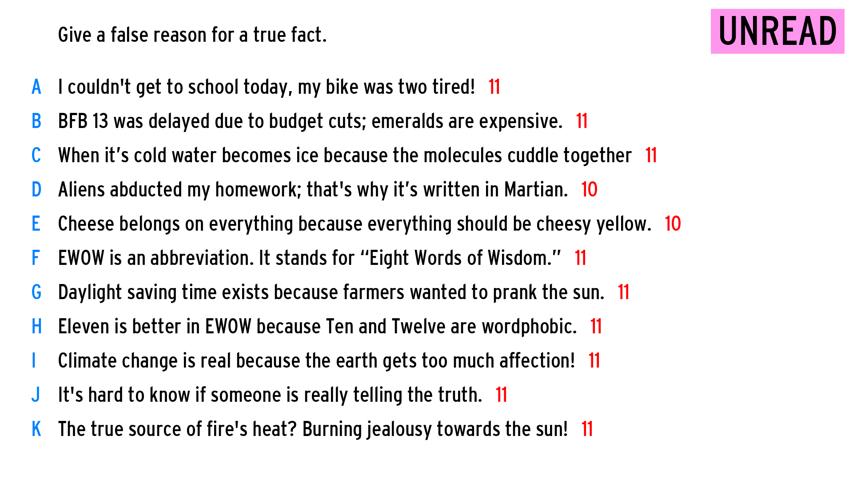 Give a false reason for a true fact.
UNREAD
A I couldn't get to school today, my bike was two tired! 11
B BFB 13 was delayed due to budget cuts; emeralds are expensive. 11
C When it’s cold water becomes ice because the molecules cuddle together 11
D Aliens abducted my homework; that's why it’s written in Martian. 10
E Cheese belongs on everything because everything should be cheesy yellow. 10
F EWOW is an abbreviation. It stands for “Eight Words of Wisdom.” 11
G Daylight saving time exists because farmers wanted to prank the sun. 11
H Eleven is better in EWOW because Ten and Twelve are wordphobic. 11
I Climate change is real because the earth gets too much affection! 11
J It's hard to know if someone is really telling the truth. 11
K The true source of fire's heat? Burning jealousy towards the sun! 11